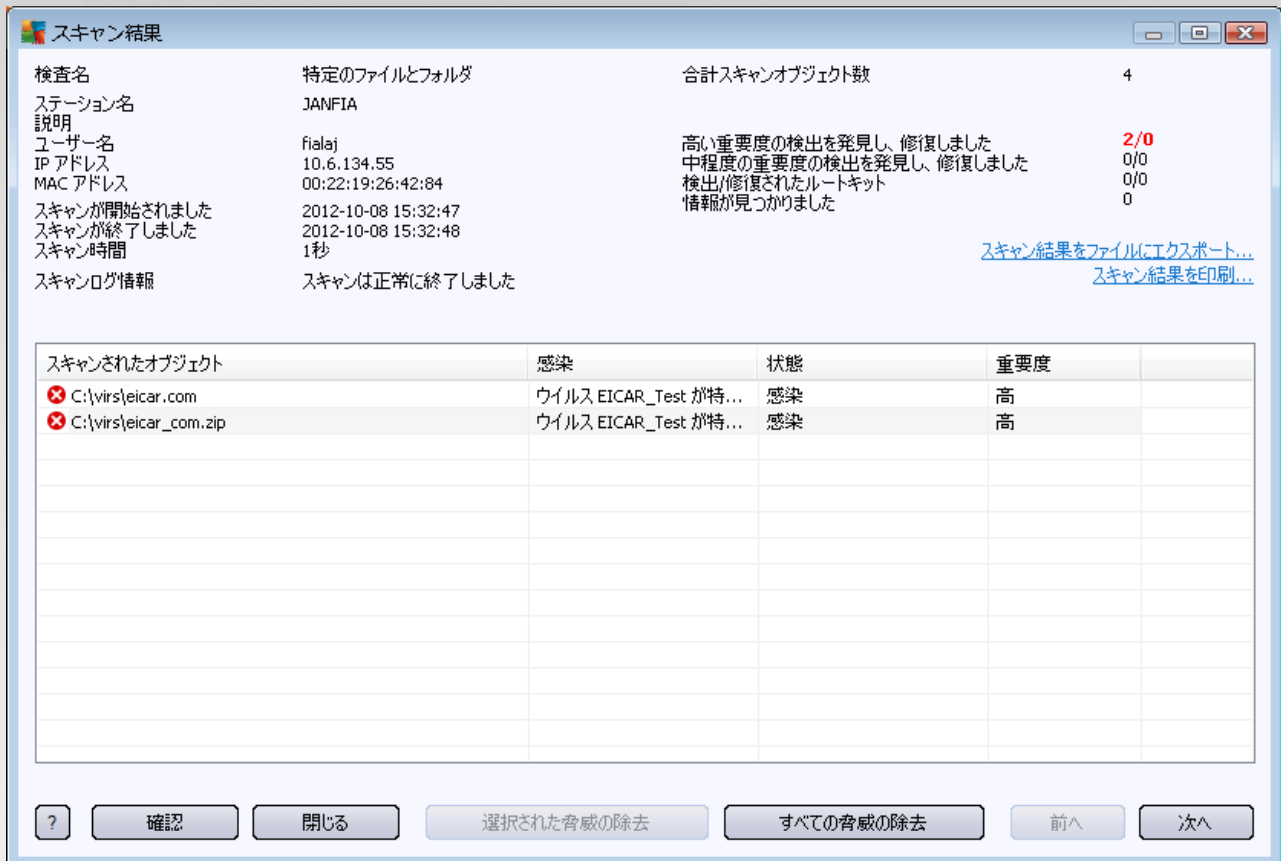 スキャン結果
検査名 特定のファイルとフォルダ 合計スキャンオブジェクト数 4
ステーション名 JANFIA
説明
ユーザー名 fialaj 高い重要度の検出を発見し、修復しました 2/0
IP アドレス 10.6.134.55 中程度の重要度の検出を発見し、修復しました 0/0
MAC アドレス 00:22:19:26:42:84 検出/修復されたルートキット 0/0
情報が見つかりました 0
スキャンが開始されました 2012-10-08 15:32:47
スキャンが終了しました 2012-10-08 15:32:48
スキャン時間 1秒
スキャン結果をファイルにエクスポート...
スキャン結果を印刷...
スキャンログ情報 スキャンは正常に終了しました
スキャンされたオブジェクト 感染 状態 重要度
C:\virs\eicar.com ウイルス EICAR_Test が特... 感染 高
C:\virs\eicar_com.zip ウイルス EICAR_Test が特... 感染 高
? 確認 閉じる 選択された脅威の除去 すべての脅威の除去 前へ 次へ